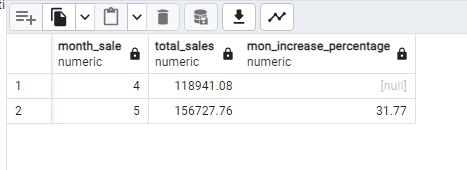 month_sale total_sales mon_increase_percentage
numeric numeric numeric
1 4 118941.08 [null]
2 5 156727.76 31.77